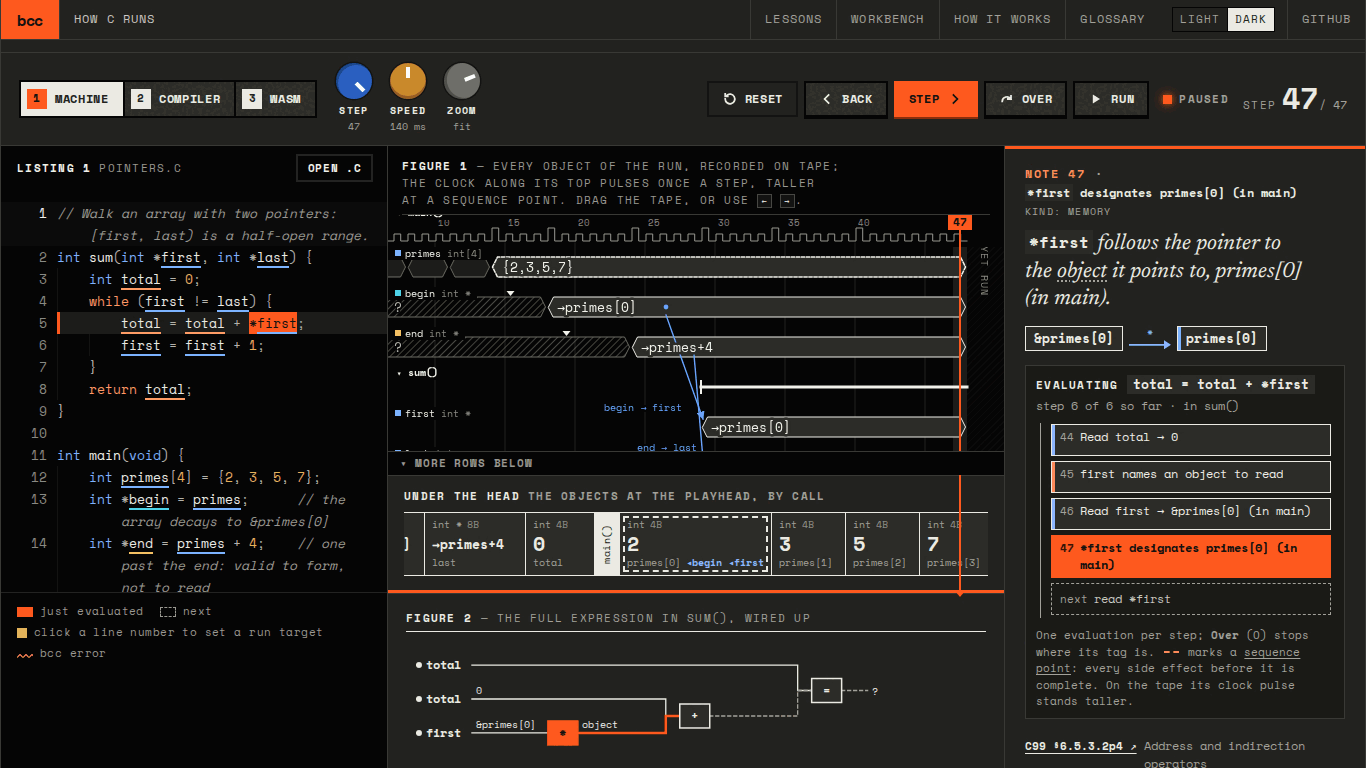 bcc HOW C RUNS LESSONS WORKBENCH HOW IT WORKS GLOSSARY LIGHT DARK GITHUB
1 MACHINE 2 COMPILER 3 WASM
STEP SPEED ZOOM
47 140 ms fit
RESET BACK STEP OVER RUN PAUSED STEP 47 / 47
LISTING 1 POINTERS.C OPEN .C
1 // Walk an array with two pointers:
[first, last) is a half-open range.
2 int sum(int *first, int *last) {
3 int total = 0;
4 while (first != last) {
5 total = total + *first;
6 first = first + 1;
7 }
8 return total;
9 }
10
11 int main(void) {
12 int primes[4] = {2, 3, 5, 7};
13 int *begin = primes; // the
array decays to &primes[0]
14 int *end = primes + 4; // one
past the end: valid to form,
not to read
just evaluated next
click a line number to set a run target
bcc error
FIGURE 1 — EVERY OBJECT OF THE RUN, RECORDED ON TAPE;
THE CLOCK ALONG ITS TOP PULSES ONCE A STEP, TALLER
AT A SEQUENCE POINT. DRAG THE TAPE, OR USE ← →.
10 15 20 25 30 35 40 47
primes int[4]
{2,3,5,7}
YET RUN
begin int *
? →primes[0]
end int *
? →primes+4
▾ sum()
begin → first
first int *
→primes[0]
end → last
▾ MORE ROWS BELOW
UNDER THE HEAD THE OBJECTS AT THE PLAYHEAD, BY CALL
] int * 8B →primes+4 last
int 4B 0 total
main()
int 4B 2 primes[0] ◂begin ◂first
int 4B 3 primes[1]
int 4B 5 primes[2]
int 4B 7 primes[3]
FIGURE 2 — THE FULL EXPRESSION IN SUM(), WIRED UP
total
= ?
total 0
+
first &primes[0] * object
NOTE 47 ·
*first designates primes[0] (in main)
KIND: MEMORY
*first follows the pointer to
the object it points to, primes[0]
(in main).
&primes[0] * primes[0]
EVALUATING total = total + *first
step 6 of 6 so far · in sum()
44 Read total → 0
45 first names an object to read
46 Read first → &primes[0] (in main)
47 *first designates primes[0] (in
main)
next read *first
One evaluation per step; Over (O) stops
where its tag is. marks a sequence
point: every side effect before it is
complete. On the tape its clock pulse
stands taller.
C99 §6.5.3.2p4 ↗ Address and indirection
operators